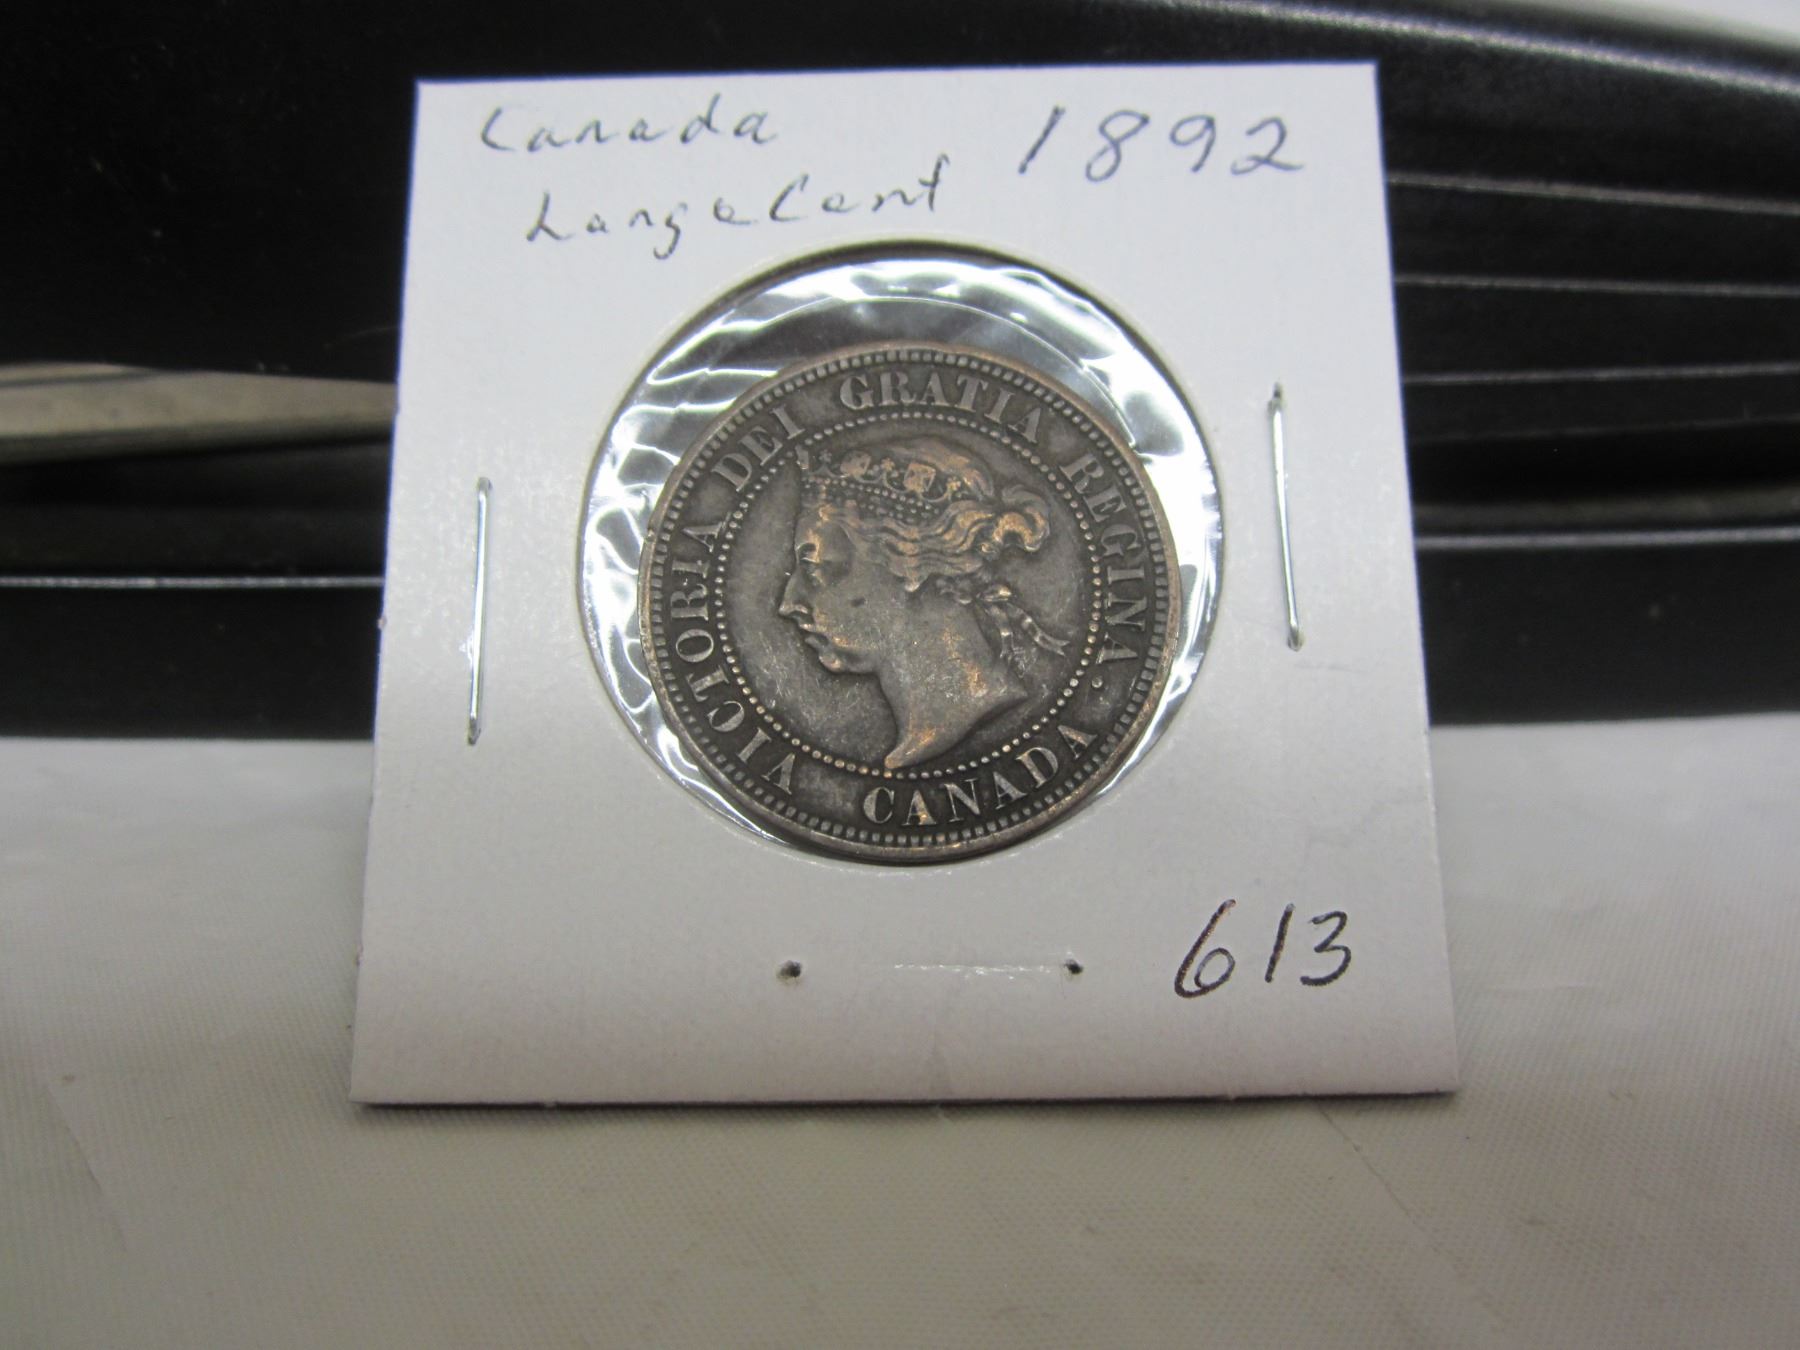 Canada 1892
Large Cent
VICTORIA DEI GRATIA REGINA.
CANADA
613